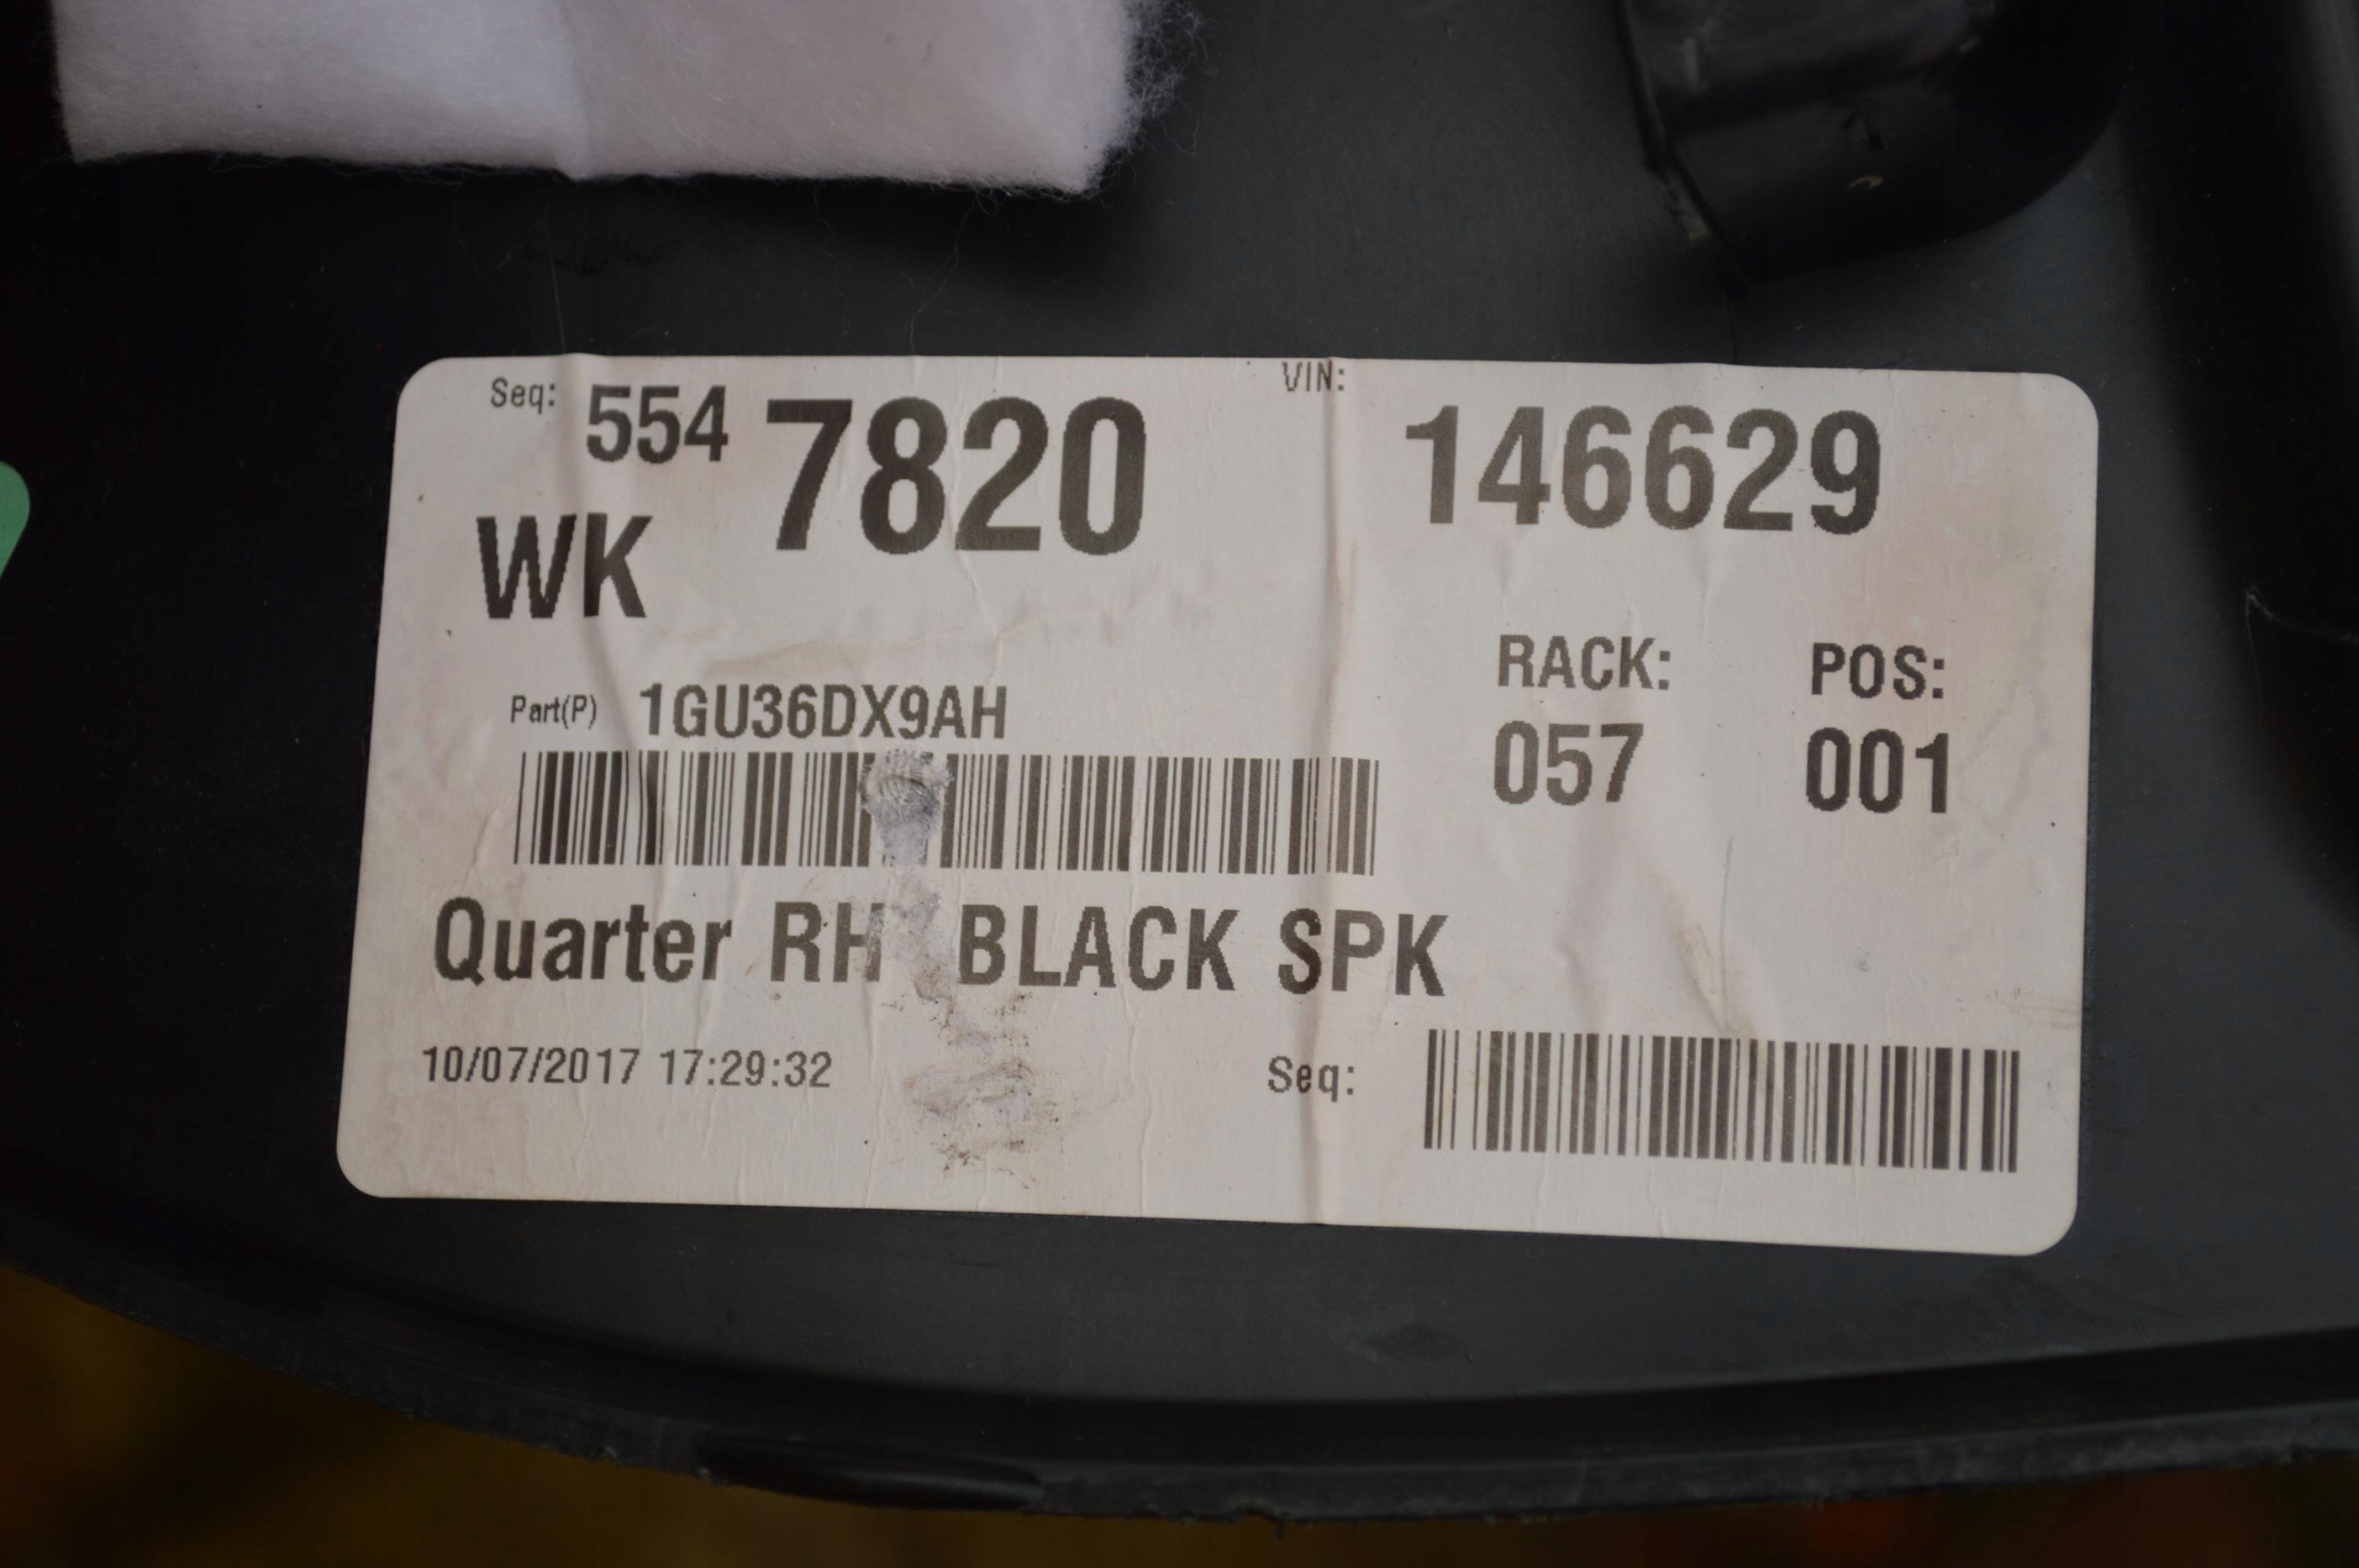 Seq: 554 7820 VIN: 146629
WK
RACK: POS:
Part(P) 1GU36DX9AH
057 001
Quarter RH BLACK SPK
10/07/2017 17:29:32 Seq: